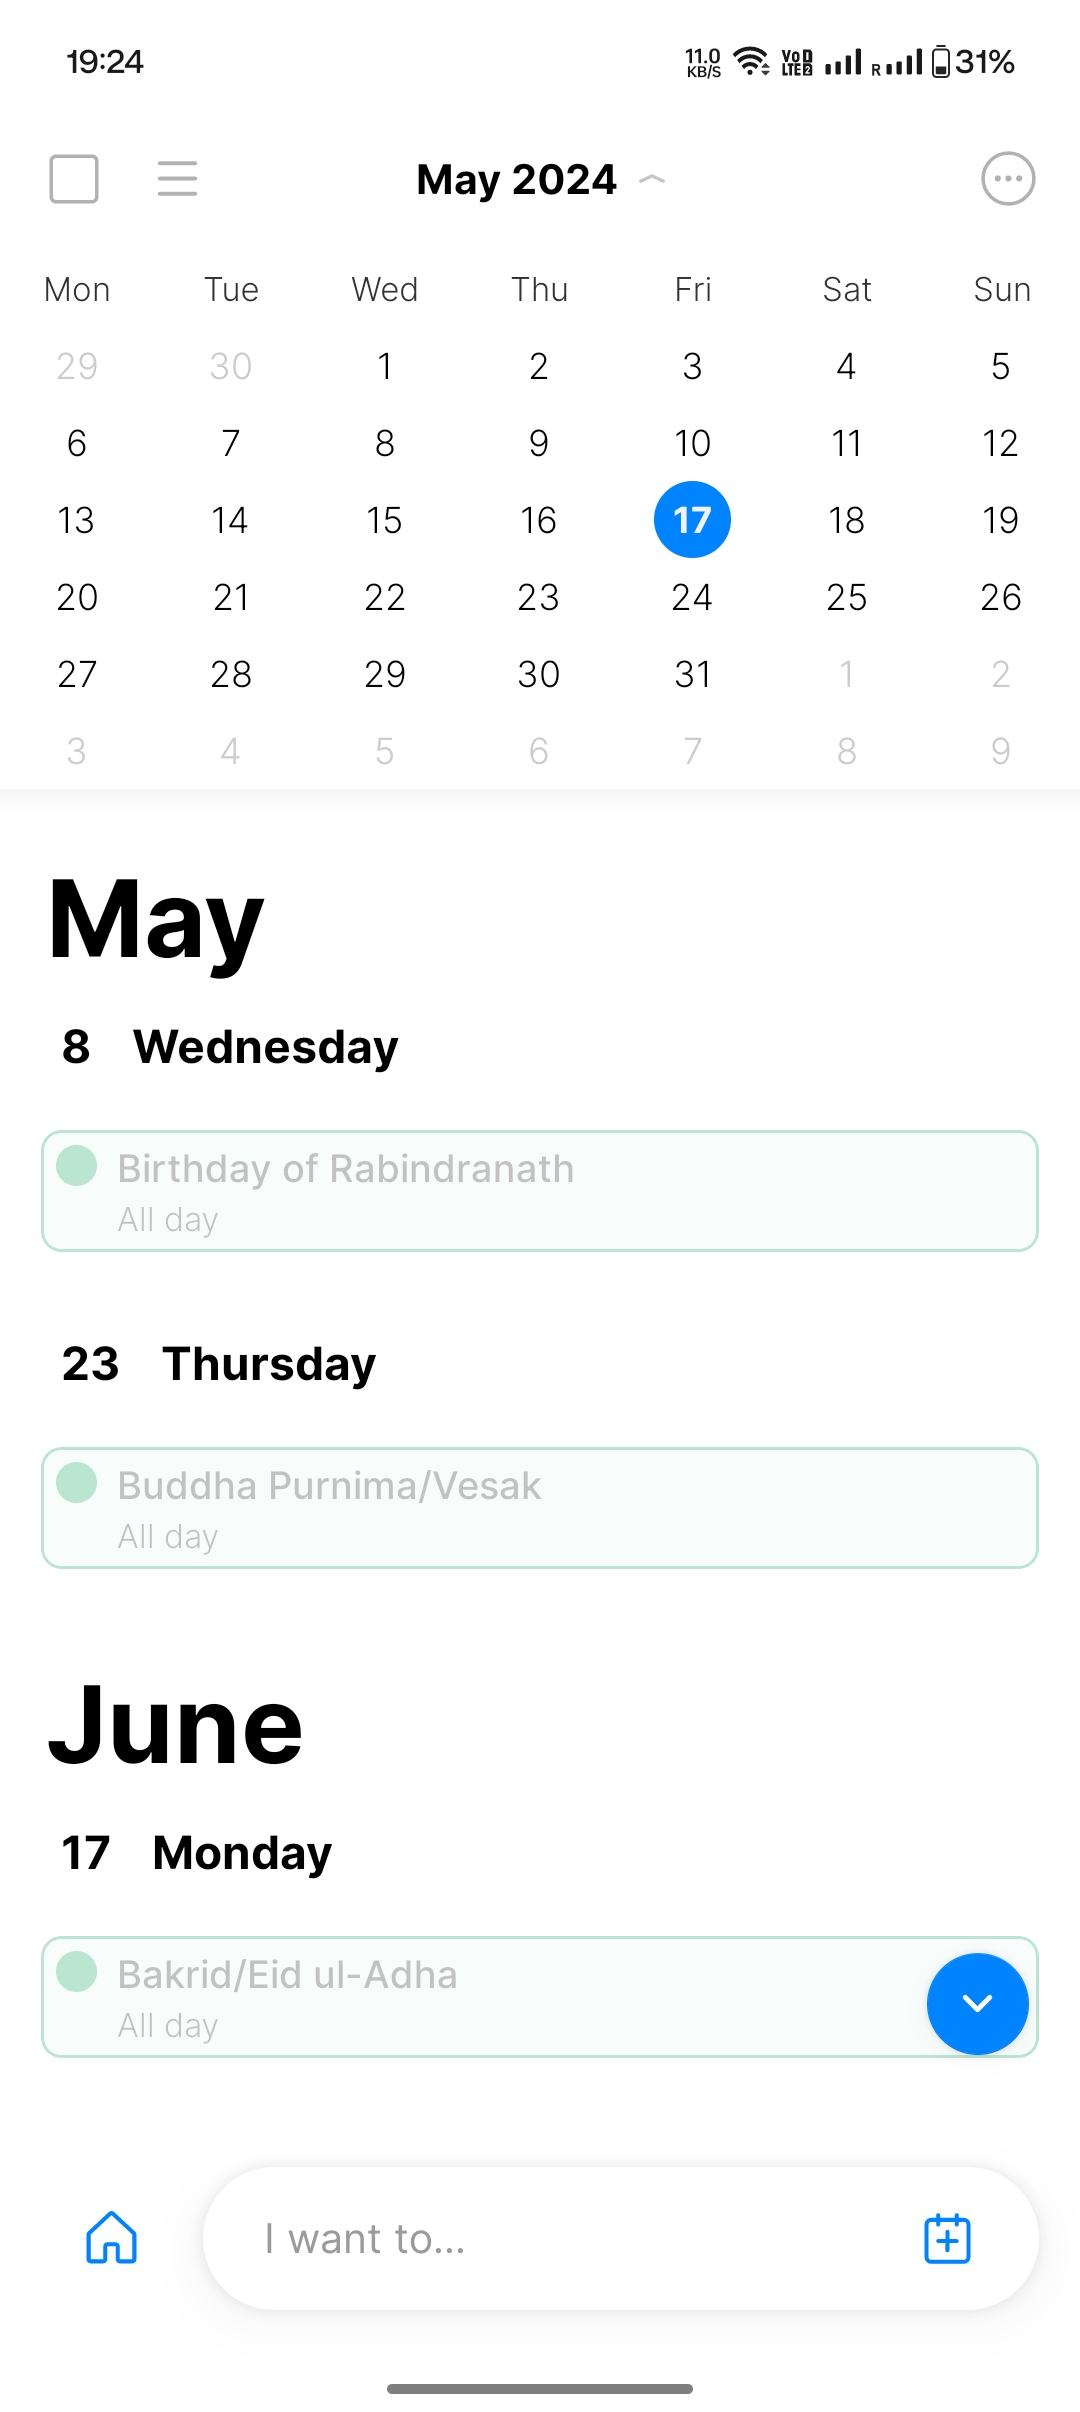 19:24
11.0 KB/S
VoD LTE 2
R
31%
May 2024
Mon Tue Wed Thu Fri Sat Sun
29 30 1 2 3 4 5
6 7 8 9 10 11 12
13 14 15 16 17 18 19
20 21 22 23 24 25 26
27 28 29 30 31 1 2
3 4 5 6 7 8 9
May
8 Wednesday
Birthday of Rabindranath
All day
23 Thursday
Buddha Purnima/Vesak
All day
June
17 Monday
Bakrid/Eid ul-Adha
All day
I want to...